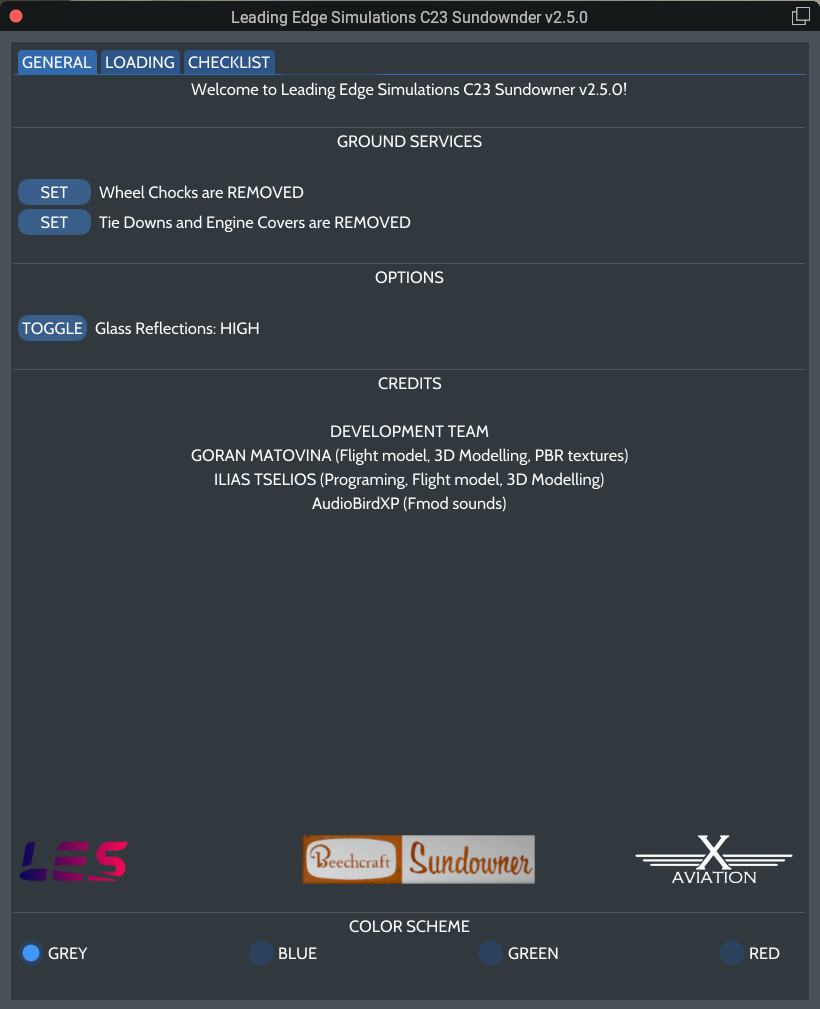 Leading Edge Simulations C23 Sundownder v2.5.0
GENERAL LOADING CHECKLIST
Welcome to Leading Edge Simulations C23 Sundowner v2.5.0!
GROUND SERVICES
SET Wheel Chocks are REMOVED
SET Tie Downs and Engine Covers are REMOVED
OPTIONS
TOGGLE Glass Reflections: HIGH
CREDITS
DEVELOPMENT TEAM
GORAN MATOVINA (Flight model, 3D Modelling, PBR textures)
ILIAS TSELIOS (Programing, Flight model, 3D Modelling)
AudioBirdXP (Fmod sounds)
LES Beechcraft Sundowner X AVIATION
COLOR SCHEME
GREY BLUE GREEN RED